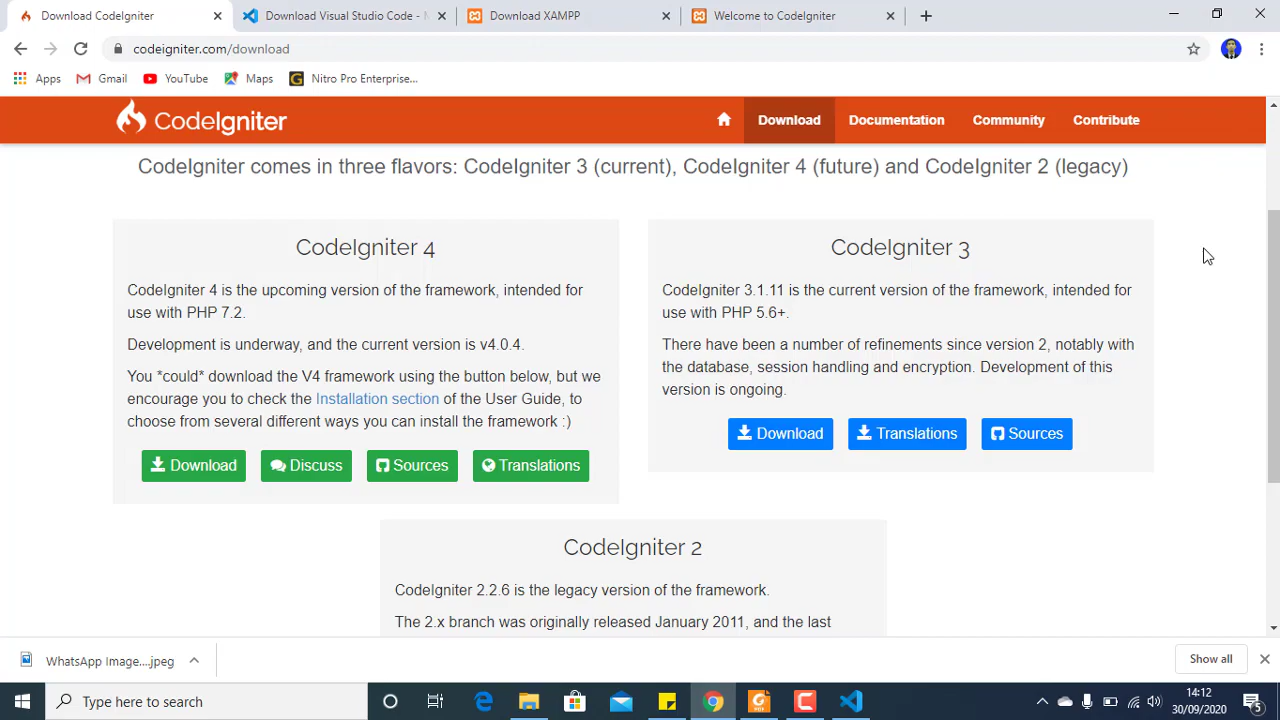 Download CodeIgniter
Download Visual Studio Code - M
Download XAMPP
Welcome to CodeIgniter
codeigniter.com/download
Apps
Gmail
YouTube
Maps
Nitro Pro Enterprise...
CodeIgniter
Download
Documentation
Community
Contribute
CodeIgniter comes in three flavors: CodeIgniter 3 (current), CodeIgniter 4 (future) and CodeIgniter 2 (legacy)
CodeIgniter 4
CodeIgniter 4 is the upcoming version of the framework, intended for
use with PHP 7.2.
Development is underway, and the current version is v4.0.4.
You *could* download the V4 framework using the button below, but we
encourage you to check the Installation section of the User Guide, to
choose from several different ways you can install the framework :)
Download
Discuss
Sources
Translations
CodeIgniter 3
CodeIgniter 3.1.11 is the current version of the framework, intended for
use with PHP 5.6+.
There have been a number of refinements since version 2, notably with
the database, session handling and encryption. Development of this
version is ongoing.
Download
Translations
Sources
CodeIgniter 2
CodeIgniter 2.2.6 is the legacy version of the framework.
The 2.x branch was originally released January 2011, and the last
WhatsApp Image....jpeg
Show all
Type here to search
14:12
30/09/2020
5